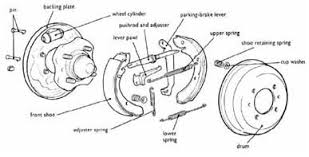 backing plate
pin
wheel cylinder
pushrod and adjuster
lever pawl
parking-brake lever
upper spring
shoe retaining spring
cup washer
front shoe
adjuster spring
lower
spring
drum